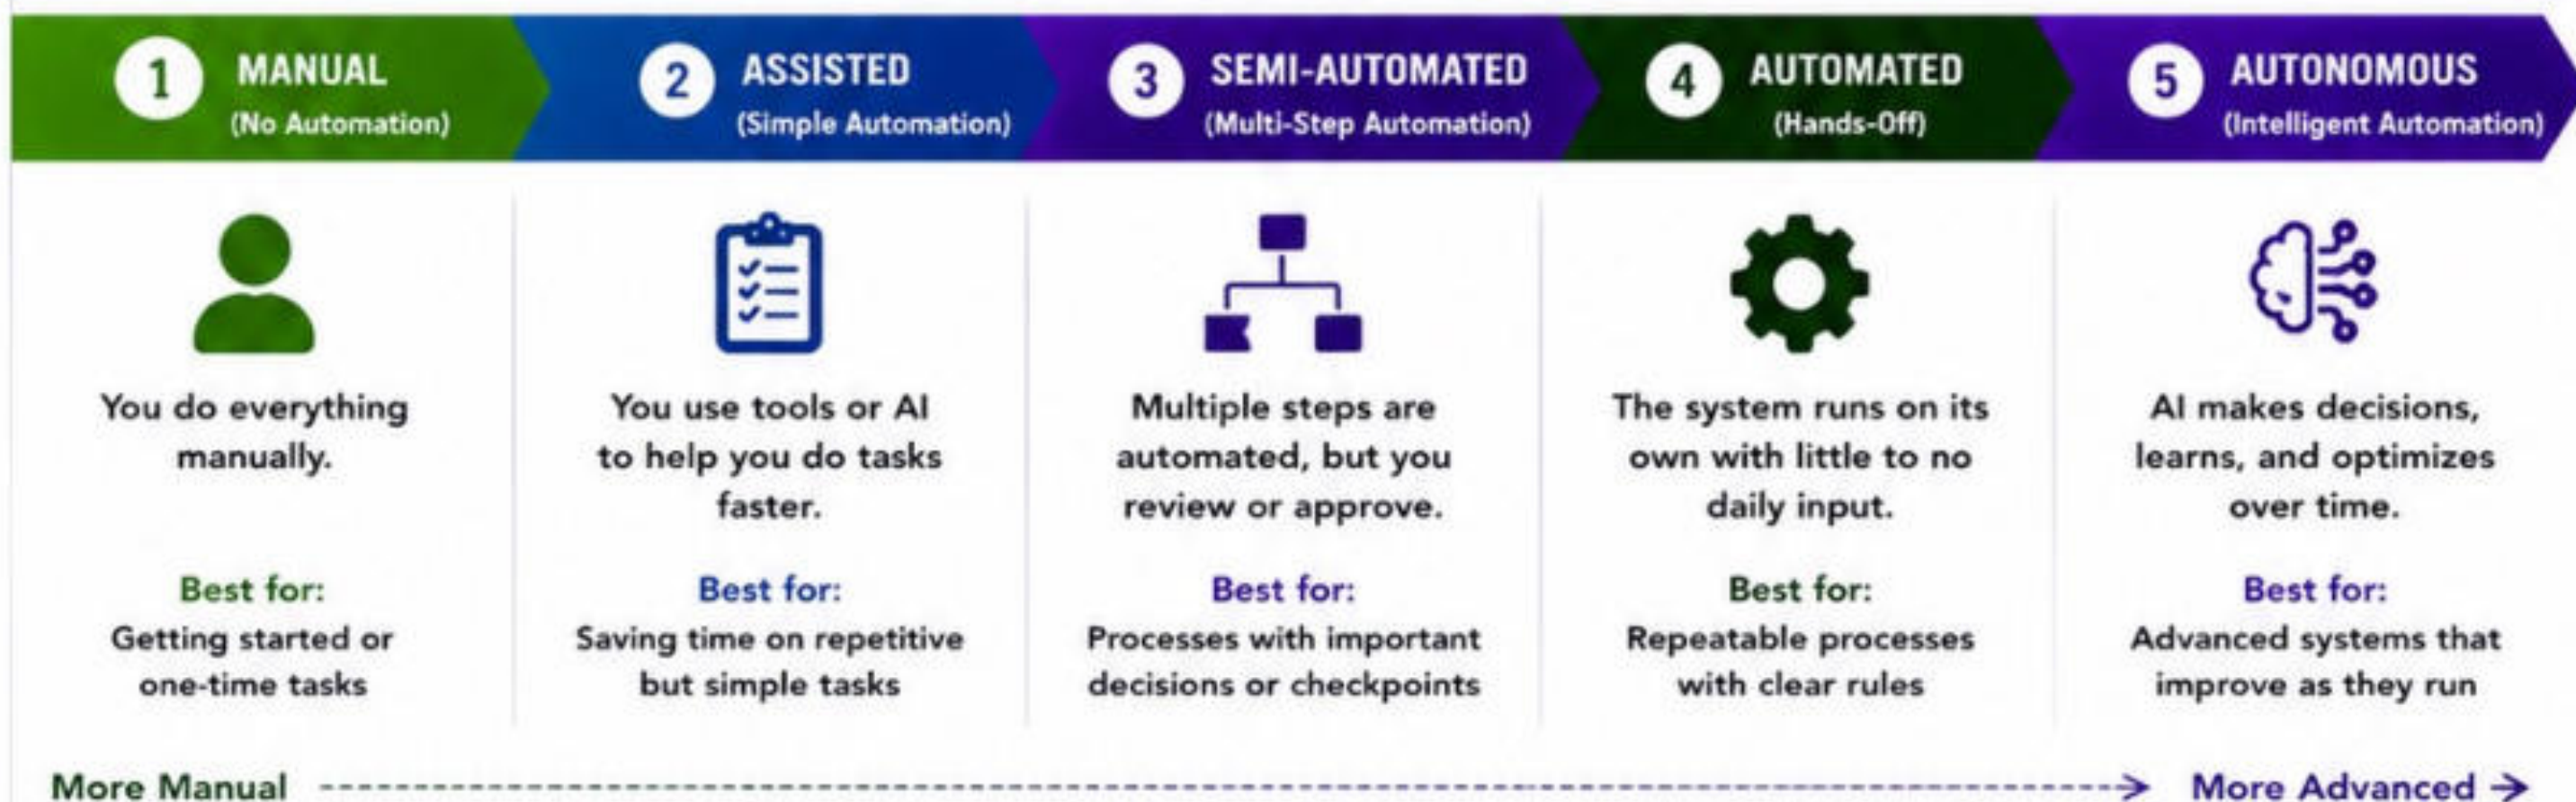 1 MANUAL
(No Automation)
2 ASSISTED
(Simple Automation)
3 SEMI-AUTOMATED
(Multi-Step Automation)
4 AUTOMATED
(Hands-Off)
5 AUTONOMOUS
(Intelligent Automation)
You do everything
manually.
Best for:
Getting started or
one-time tasks
You use tools or AI
to help you do tasks
faster.
Best for:
Saving time on repetitive
but simple tasks
Multiple steps are
automated, but you
review or approve.
Best for:
Processes with important
decisions or checkpoints
The system runs on its
own with little to no
daily input.
Best for:
Repeatable processes
with clear rules
AI makes decisions,
learns, and optimizes
over time.
Best for:
Advanced systems that
improve as they run
More Manual
More Advanced →